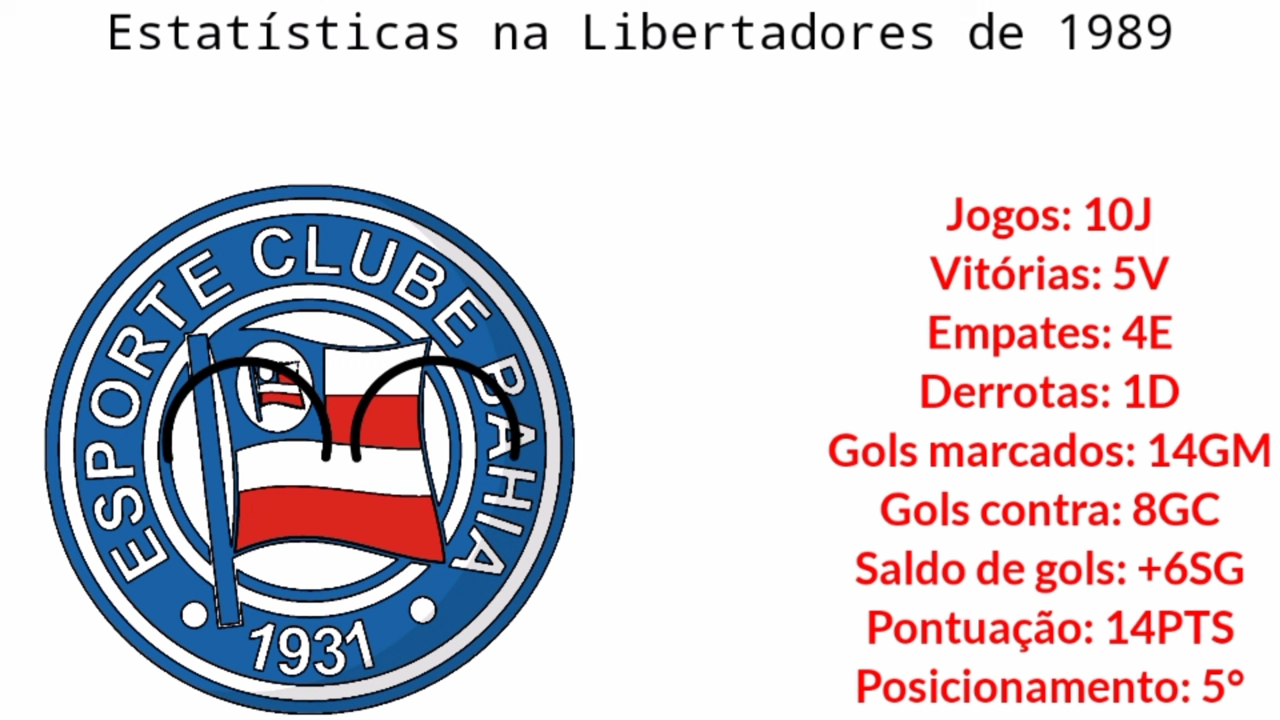 Estatísticas na Libertadores de 1989
ESPORTE CLUBE BAHIA
1931
Jogos: 10J
Vitórias: 5V
Empates: 4E
Derrotas: 1D
Gols marcados: 14GM
Gols contra: 8GC
Saldo de gols: +6SG
Pontuação: 14PTS
Posicionamento: 5°